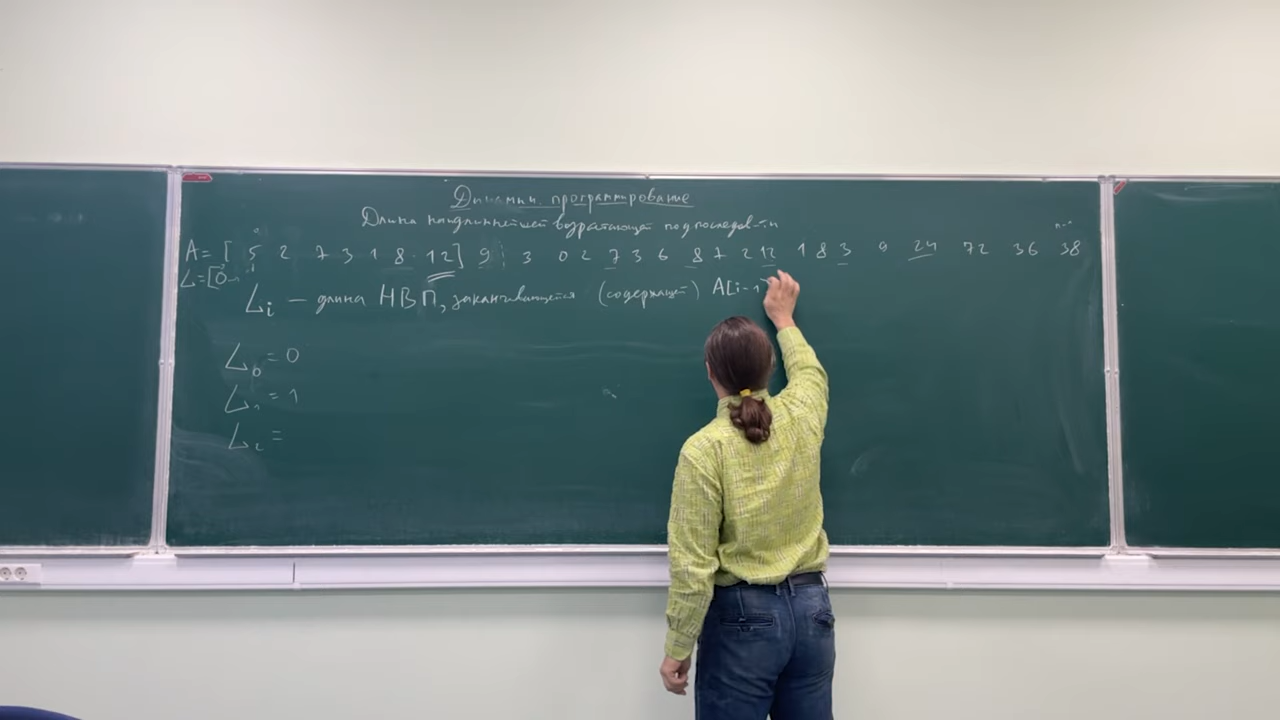 Динамич. программирование
Длина наидлиннейшей возрастающей подпоследов-ти
A = [ 5 2 7 3 1 8 12 ] 9 3 0 2 7 3 6 8 7 2 12 1 8 3 9 24 72 36 38
L = [0
Lᵢ – длина НВП, заканчивающейся (содержащей) A[i-1]
L₀ = 0
L₁ = 1
L₂ =